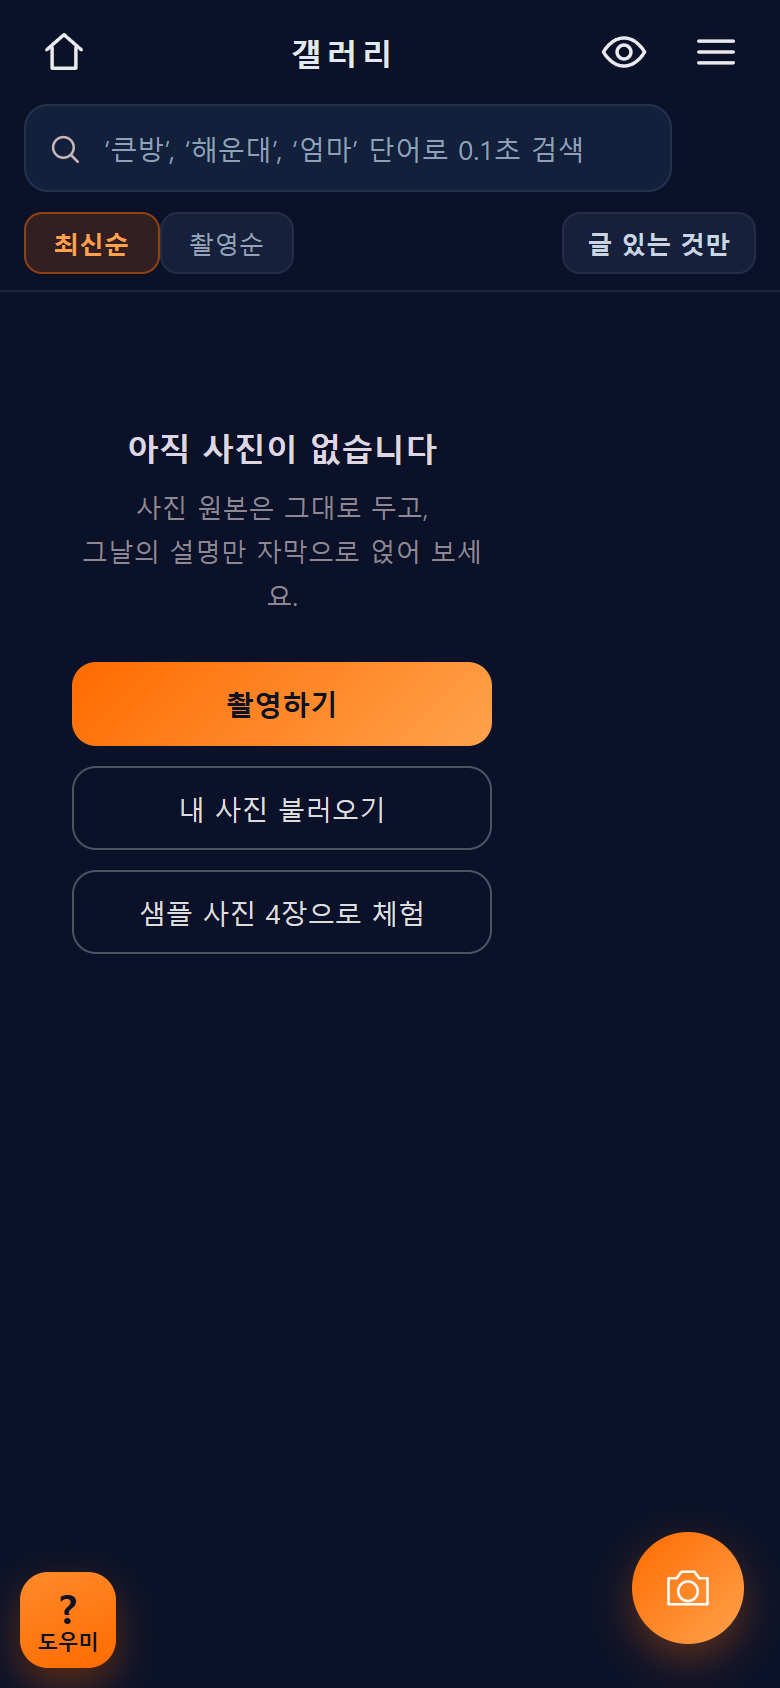 갤러리
‘큰방’, ‘해운대’, ‘엄마’ 단어로 0.1초 검색
최신순 촬영순 글 있는 것만
아직 사진이 없습니다
사진 원본은 그대로 두고,
그날의 설명만 자막으로 얹어 보세
요.
촬영하기
내 사진 불러오기
샘플 사진 4장으로 체험
?
도우미